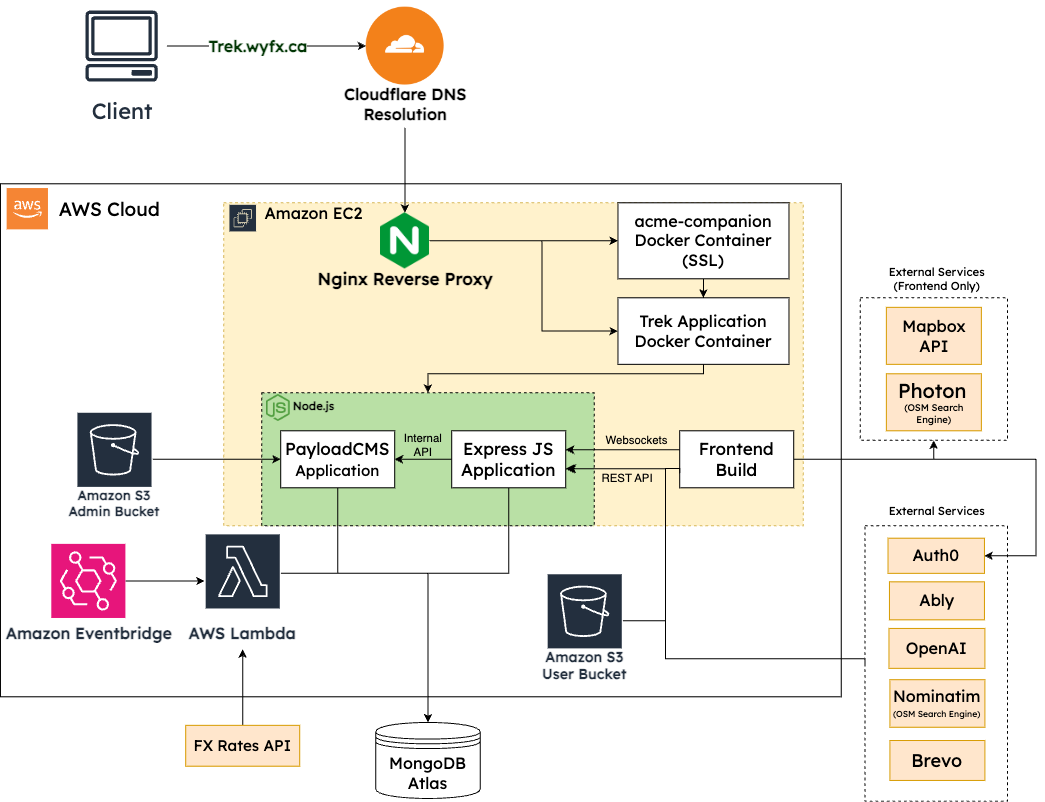 Trek.wyfx.ca
Client
Cloudflare DNS
Resolution
aws
AWS Cloud
Amazon EC2
Nginx Reverse Proxy
acme-companion
Docker Container
(SSL)
Trek Application
Docker Container
External Services
(Frontend Only)
Mapbox
API
Photon
(OSM Search
Engine)
JS
Node.js
PayloadCMS
Application
Internal
API
Express JS
Application
Websockets
REST API
Frontend
Build
Amazon S3
Admin Bucket
External Services
Auth0
Ably
OpenAI
Nominatim
(OSM Search Engine)
Brevo
Amazon Eventbridge
AWS Lambda
Amazon S3
User Bucket
FX Rates API
MongoDB
Atlas